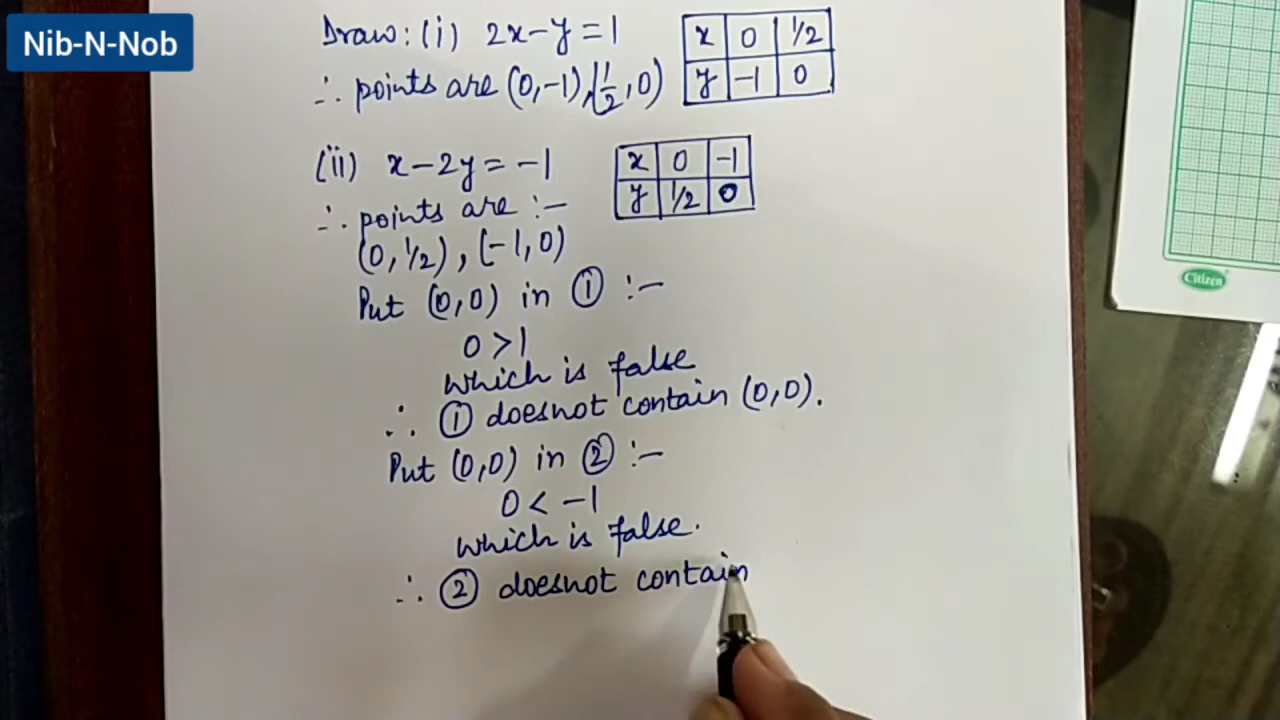 Nib-N-Nob
Draw: (i) 2x-y=1
x 0 1/2
y -1 0
∴ points are (0,-1),(1/2,0)
(ii) x-2y=-1
x 0 -1
y 1/2 0
∴ points are :-
(0,1/2), (-1,0)
Put (0,0) in ① :-
0>1
which is false
∴ ① doesnot contain (0,0).
Put (0,0) in ② :-
0< -1
which is false.
∴ ② doesnot contain
Citizen